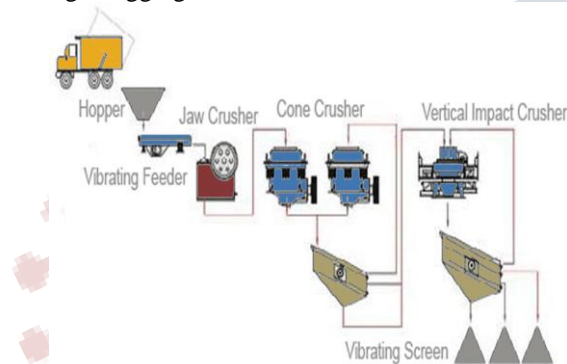 Hopper
Jaw Crusher
Cone Crusher
Vertical Impact Crusher
Vibrating Feeder
Vibrating Screen